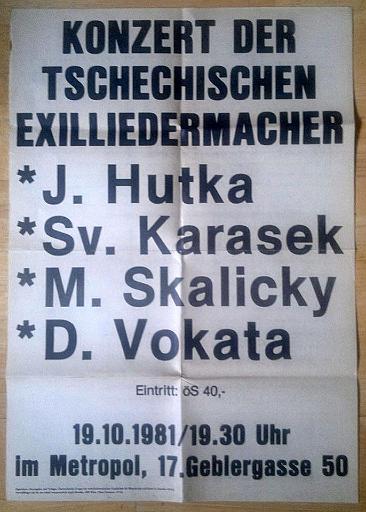 KONZERT DER
TSCHECHISCHEN
EXILLIEDERMACHER
*J. Hutka
*Sv. Karasek
*M. Skalicky
*D. Vokata
Eintritt: öS 40,-
19.10.1981/19.30 Uhr
im Metropol, 17.Geblergasse 50